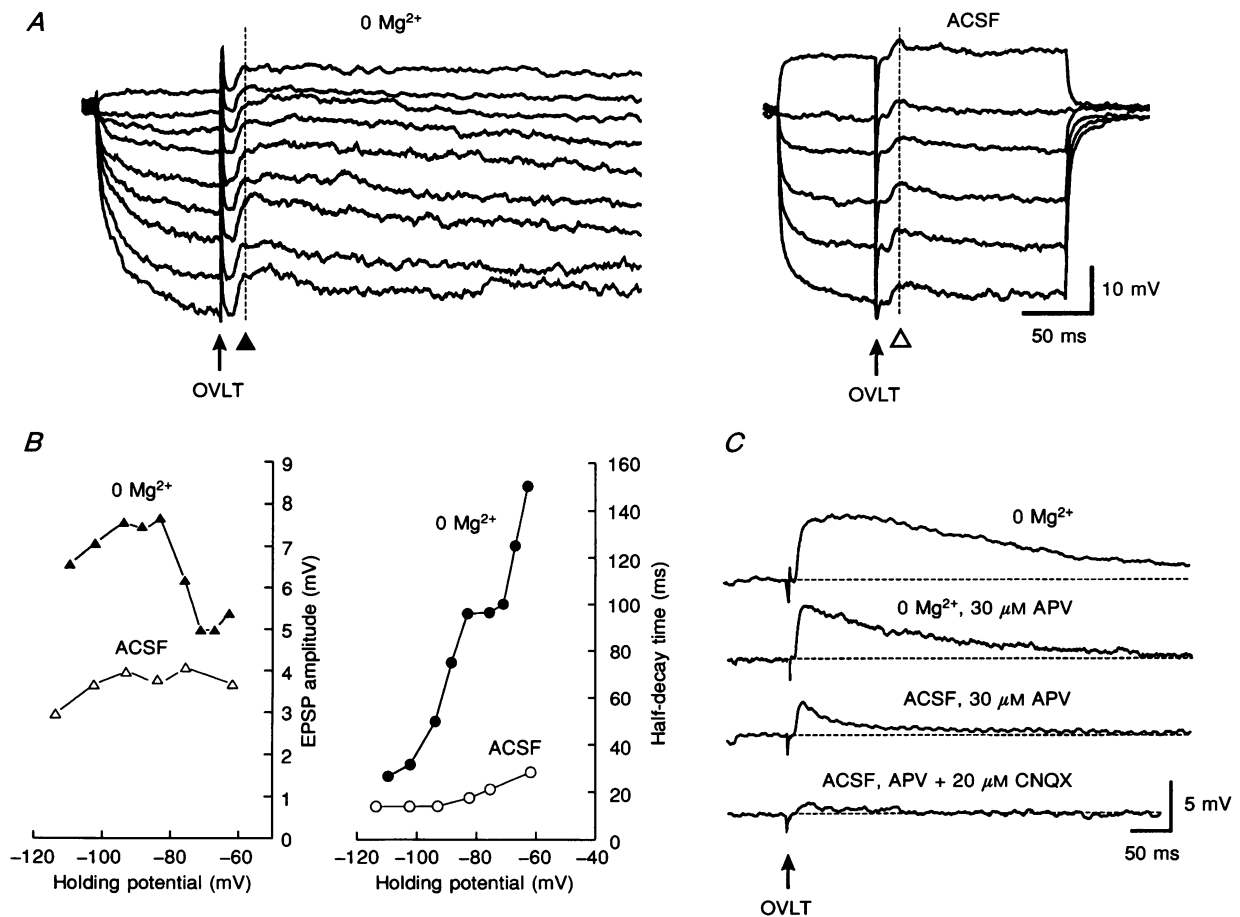 A
0 Mg²⁺
ACSF
OVLT
OVLT
10 mV
50 ms
B
0 Mg²⁺
ACSF
9
8
7
6
5
4
3
2
1
0
EPSP amplitude (mV)
−120 −100 −80 −60
Holding potential (mV)
0 Mg²⁺
ACSF
160
140
120
100
80
60
40
20
0
Half-decay time (ms)
−120 −100 −80 −60 −40
Holding potential (mV)
C
0 Mg²⁺
0 Mg²⁺, 30 μM APV
ACSF, 30 μM APV
ACSF, APV + 20 μM CNQX
5 mV
50 ms
OVLT